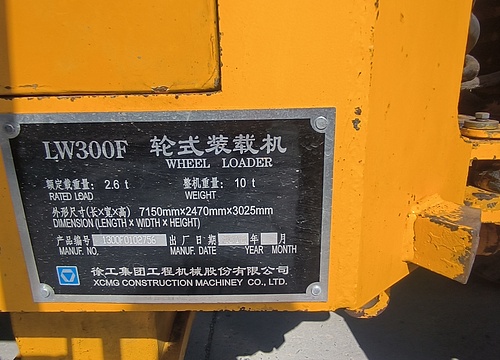 LW300F 轮式装载机
WHEEL LOADER
额定载重量: 2.6 t 整机重量: 10 t
RATED LOAD WEIGHT
外形尺寸(长×宽×高) 7150mm×2470mm×3025mm
DIMENSION (LENGTH × WIDTH × HEIGHT)
产品编号 出厂日期 年 月
MANUF. NO. MANUF. DATE YEAR MONTH
徐工集团工程机械股份有限公司
XCMG CONSTRUCTION MACHINEY CO., LTD.